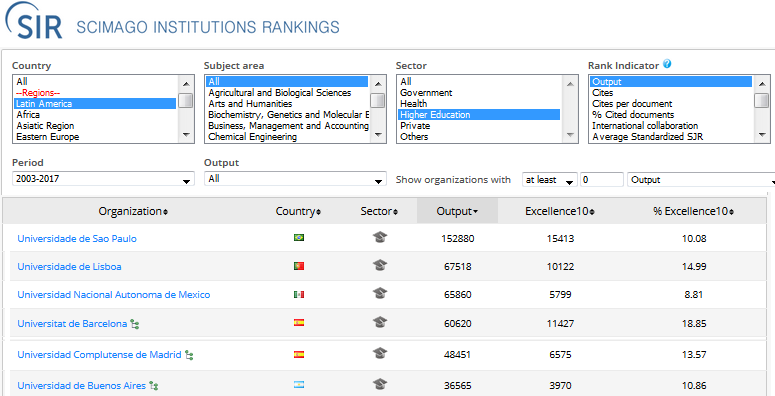 SIR SCIMAGO INSTITUTIONS RANKINGS
Country Subject area Sector Rank Indicator ?
All All All Output
--Regions-- Agricultural and Biological Sciences Government Cites
Latin America Arts and Humanities Health Cites per document
Africa Biochemistry, Genetics and Molecular B Higher Education % Cited documents
Asiatic Region Business, Management and Accounting Private International collaboration
Eastern Europe Chemical Engineering Others Average Standardized SJR
Period Output
2003-2017 All Show organizations with at least 0 Output
Organization Country Sector Output Excellence10 % Excellence10
Universidade de Sao Paulo 152880 15413 10.08
Universidade de Lisboa 67518 10122 14.99
Universidad Nacional Autonoma de Mexico 65860 5799 8.81
Universitat de Barcelona 60620 11427 18.85
Universidad Complutense de Madrid 48451 6575 13.57
Universidad de Buenos Aires 36565 3970 10.86